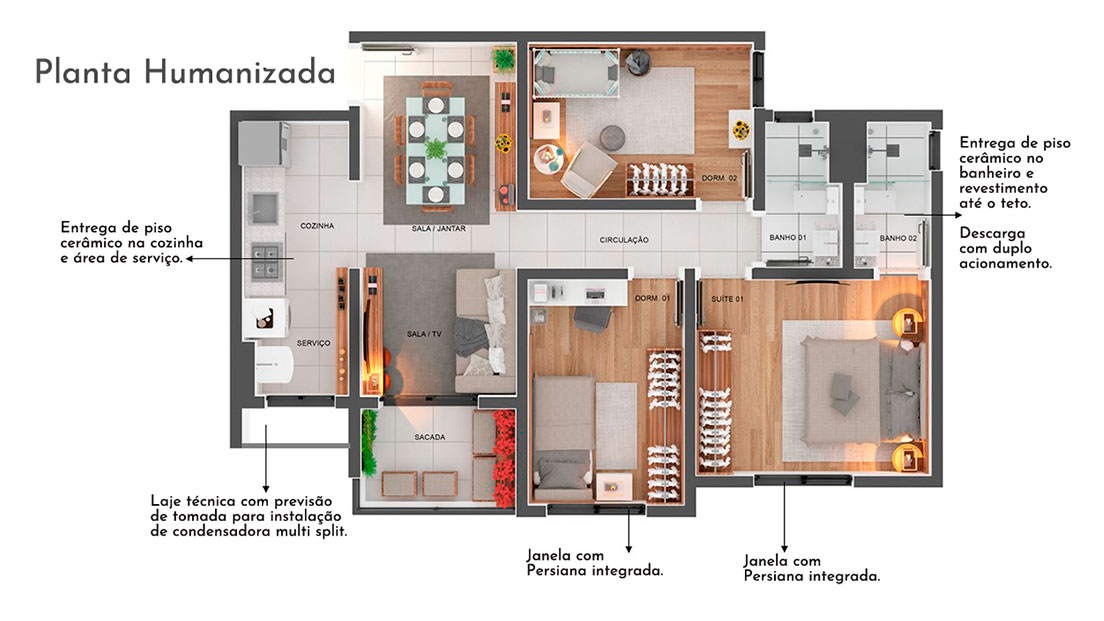 Planta Humanizada
Entrega de piso
cerâmico na cozinha
e área de serviço.
COZINHA
SERVIÇO
SALA / JANTAR
SALA / TV
SACADA
CIRCULAÇÃO
DORM. 02
DORM. 01
SUÍTE 01
BANHO 01
BANHO 02
Entrega de piso
cerâmico no
banheiro e
revestimento
até o teto.
Descarga
com duplo
acionamento.
Laje técnica com previsão
de tomada para instalação
de condensadora multi split.
Janela com
Persiana integrada.
Janela com
Persiana integrada.